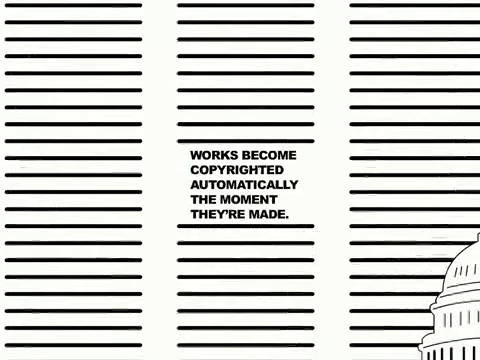 WORKS BECOME
COPYRIGHTED
AUTOMATICALLY
THE MOMENT
THEY'RE MADE.